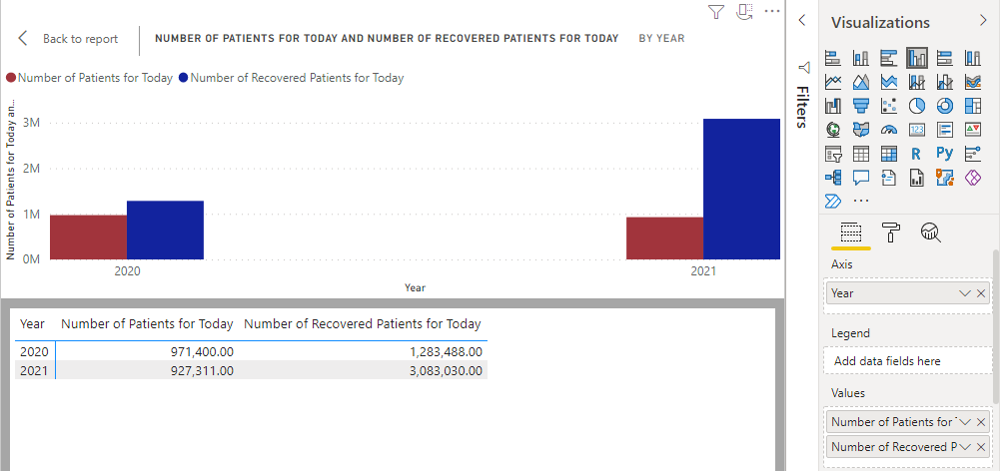 Back to report
NUMBER OF PATIENTS FOR TODAY AND NUMBER OF RECOVERED PATIENTS FOR TODAY BY YEAR
Number of Patients for Today Number of Recovered Patients for Today
Number of Patients for Today an...
3M
2M
1M
0M
2020 2021
Year
Year Number of Patients for Today Number of Recovered Patients for Today
2020 971,400.00 1,283,488.00
2021 927,311.00 3,083,030.00
Filters
Visualizations
123
R Py
...
Axis
Year
Legend
Add data fields here
Values
Number of Patients for
Number of Recovered P